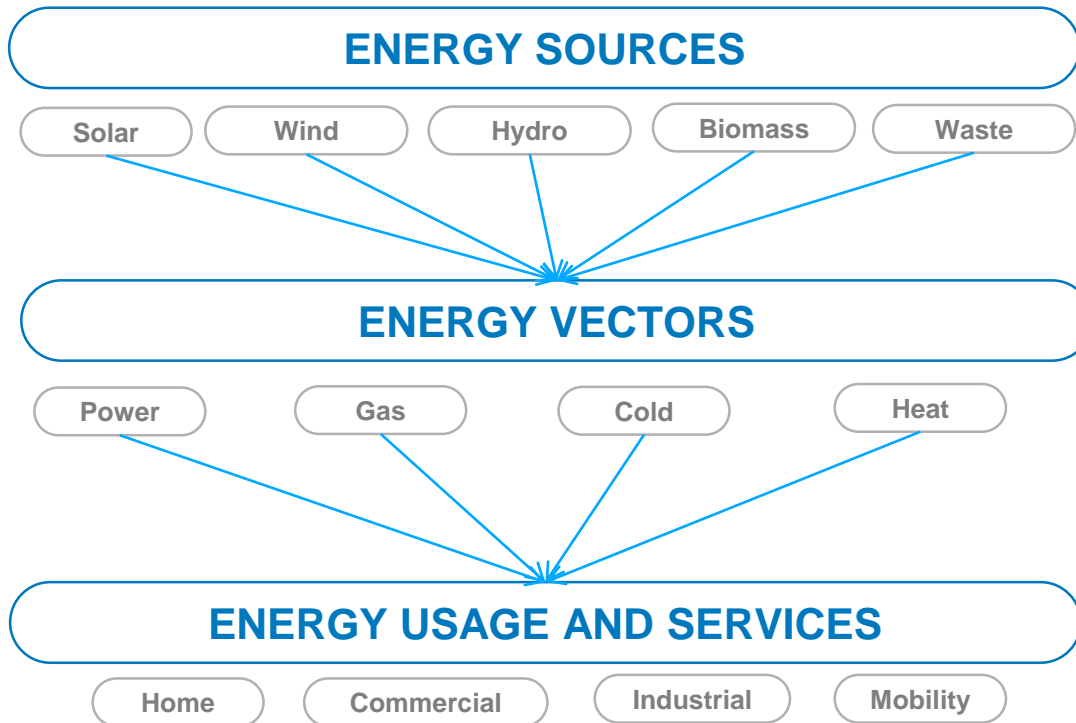 ENERGY SOURCES
Solar
Wind
Hydro
Biomass
Waste
ENERGY VECTORS
Power
Gas
Cold
Heat
ENERGY USAGE AND SERVICES
Home
Commercial
Industrial
Mobility